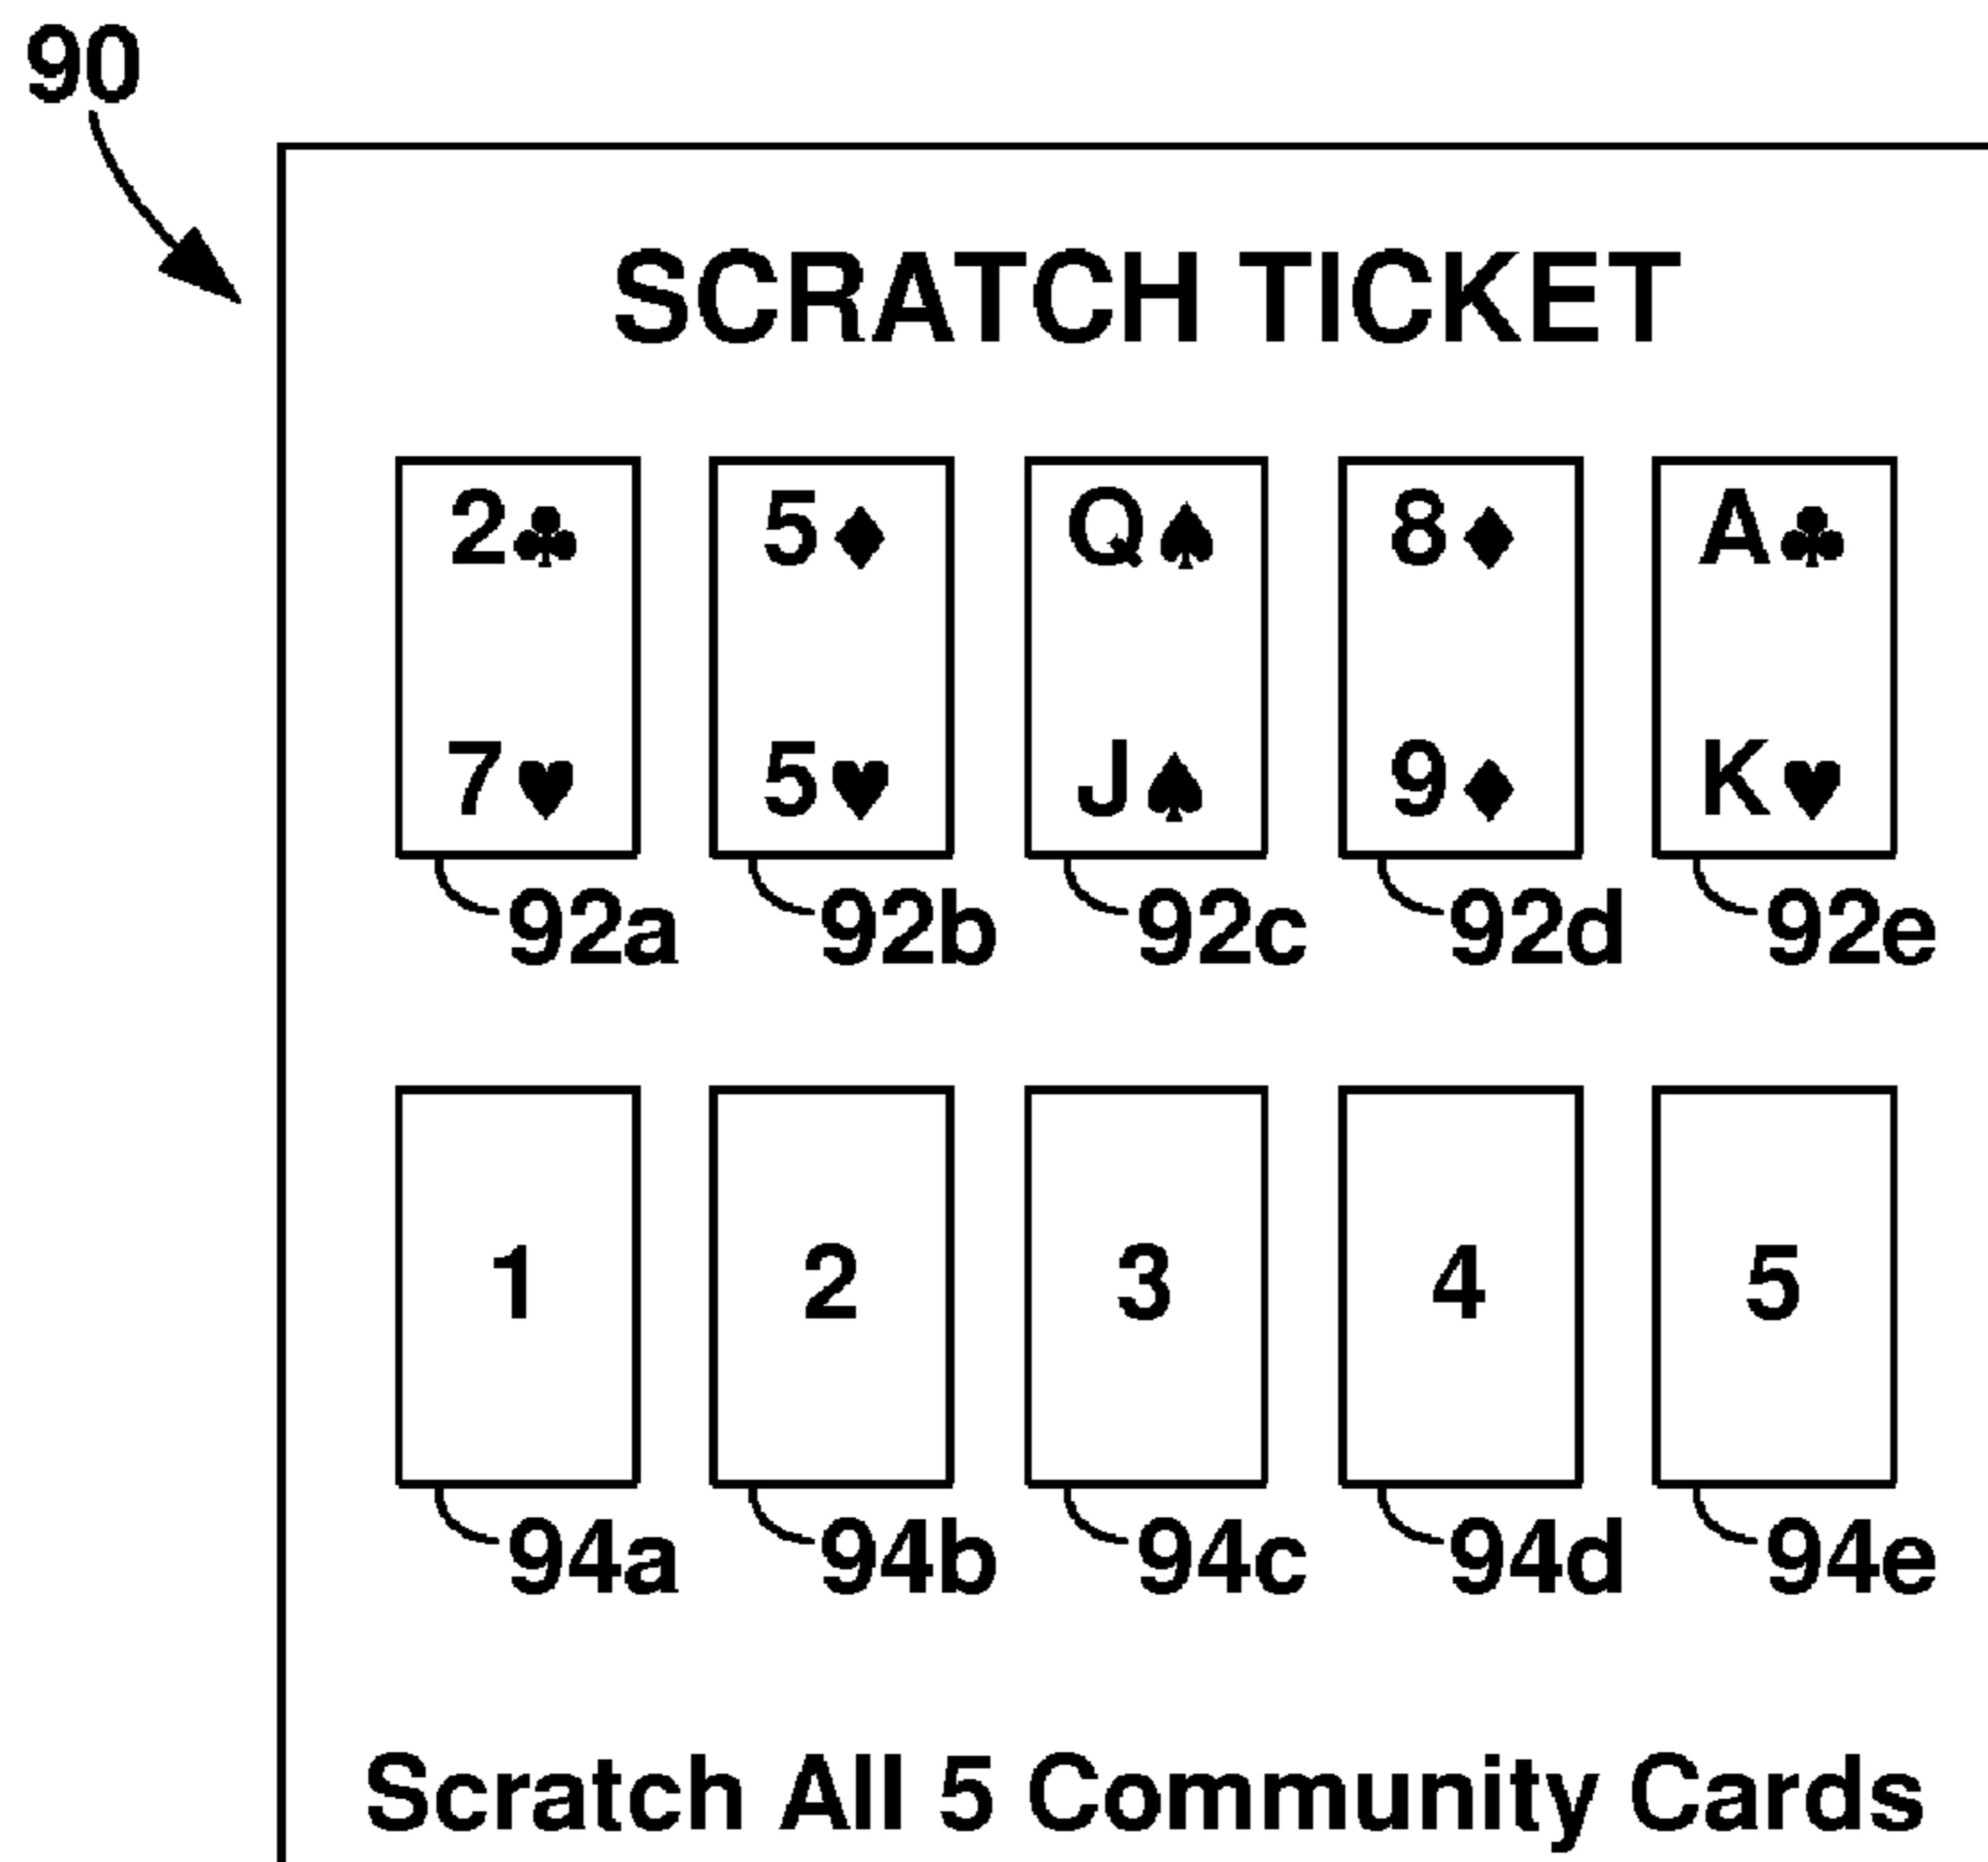 90
SCRATCH TICKET
2♣ 5♦ Q♠ 8♦ A♣
7♥ 5♥ J♠ 9♦ K♥
92a 92b 92c 92d 92e
1 2 3 4 5
94a 94b 94c 94d 94e
Scratch All 5 Community Cards